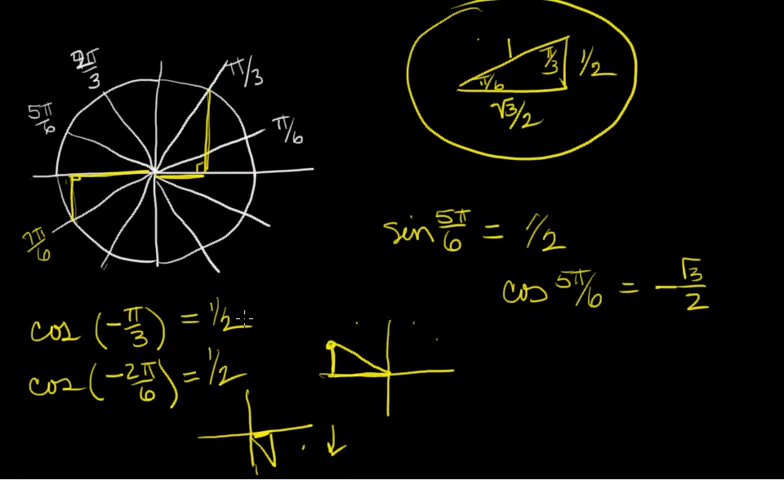 2π/3
π/3
5π/6
π/6
7π/6
1
π/6
π/3
1/2
√3/2
sin 5π/6 = 1/2
cos 5π/6 = -√3/2
cos (-π/3) = 1/2
cos (-2π/6) = 1/2